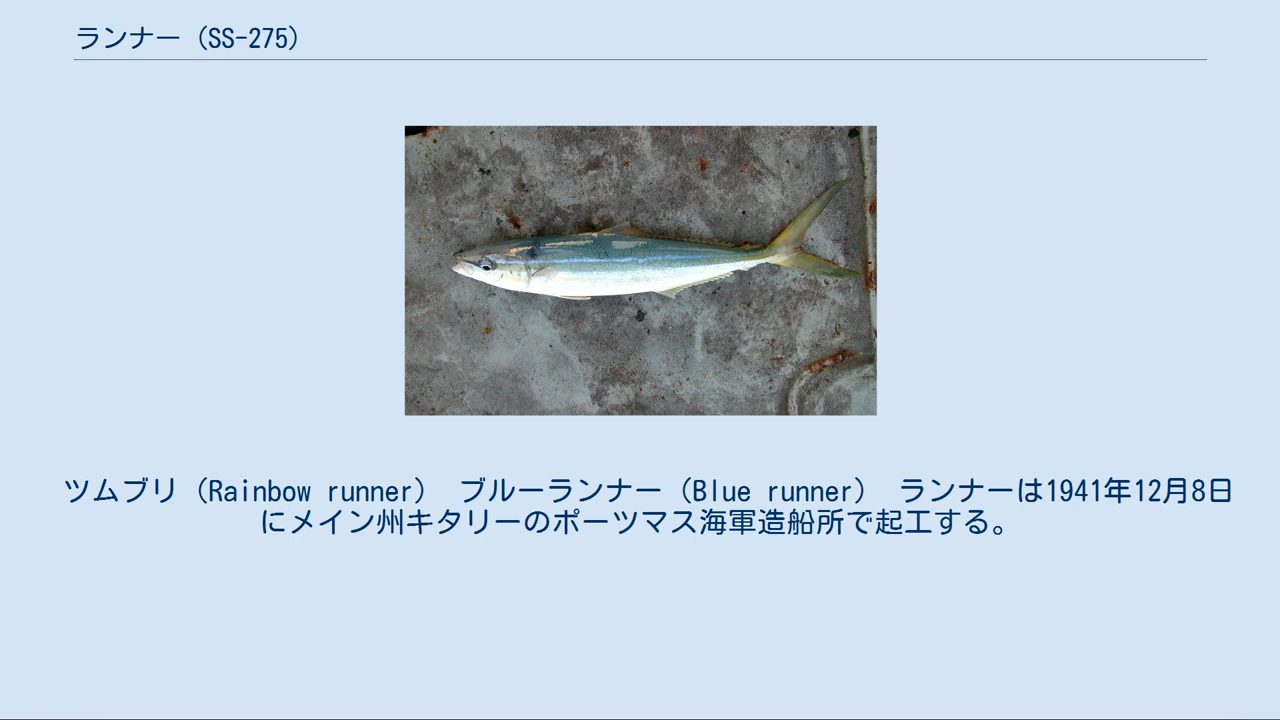 ランナー（SS-275）
ツムブリ（Rainbow runner）　ブルーランナー（Blue runner）　ランナーは1941年12月8日
にメイン州キタリーのポーツマス海軍造船所で起工する。